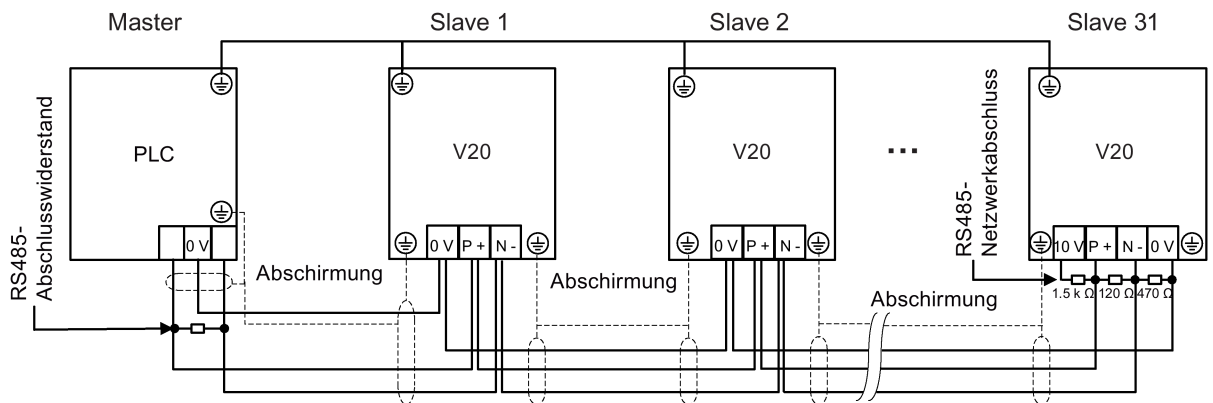 Master
Slave 1
Slave 2
Slave 31
PLC
V20
V20
...
V20
RS485-
Abschlusswiderstand
RS485-
Netzwerkabschluss
0 V
0 V P + N -
0 V P + N -
10 V P + N - 0 V
Abschirmung
Abschirmung
Abschirmung
1.5 k Ω 120 Ω 470 Ω